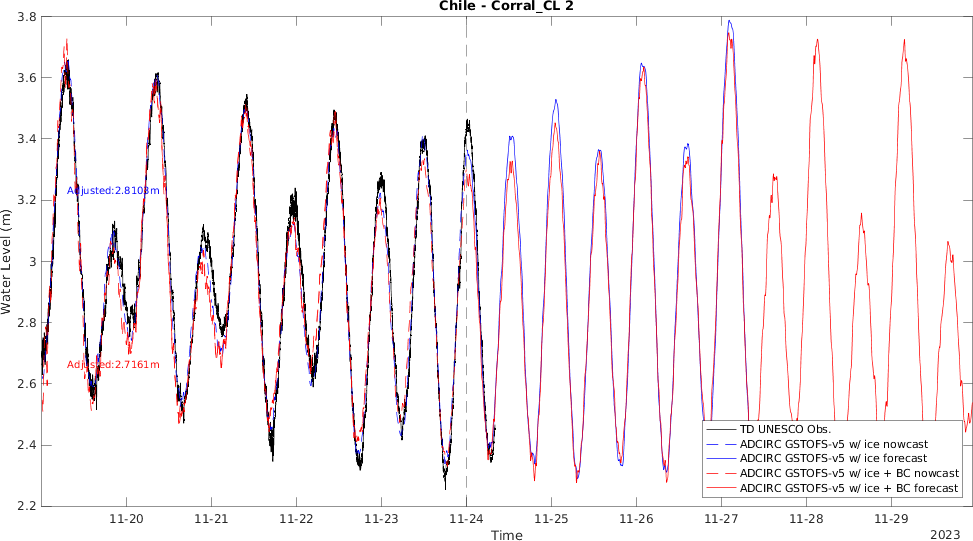 Chile - Corral_CL 2
3.8
3.6
3.4
3.2
3
2.8
2.6
2.4
2.2
Water Level (m)
Adjusted:2.8103m
Adjusted:2.7161m
TD UNESCO Obs.
ADCIRC GSTOFS-v5 w/ ice nowcast
ADCIRC GSTOFS-v5 w/ ice forecast
ADCIRC GSTOFS-v5 w/ ice + BC nowcast
ADCIRC GSTOFS-v5 w/ ice + BC forecast
11-20 11-21 11-22 11-23 11-24 11-25 11-26 11-27 11-28 11-29
Time
2023